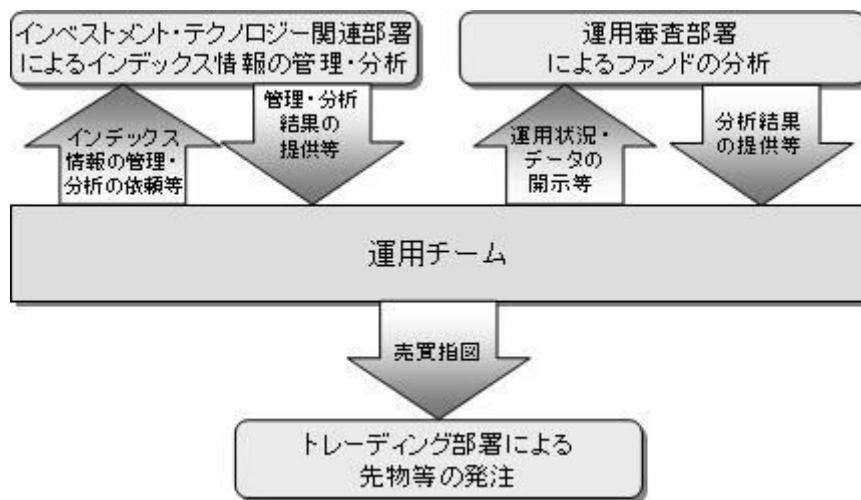 インベストメント・テクノロジー関連部署
によるインデックス情報の管理・分析
運用審査部署
によるファンドの分析
インデックス
情報の管理・
分析の依頼等
管理・分析
結果の
提供等
運用状況・
データの
開示等
分析結果
の提供等
運用チーム
売買指図
トレーディング部署による
先物等の発注